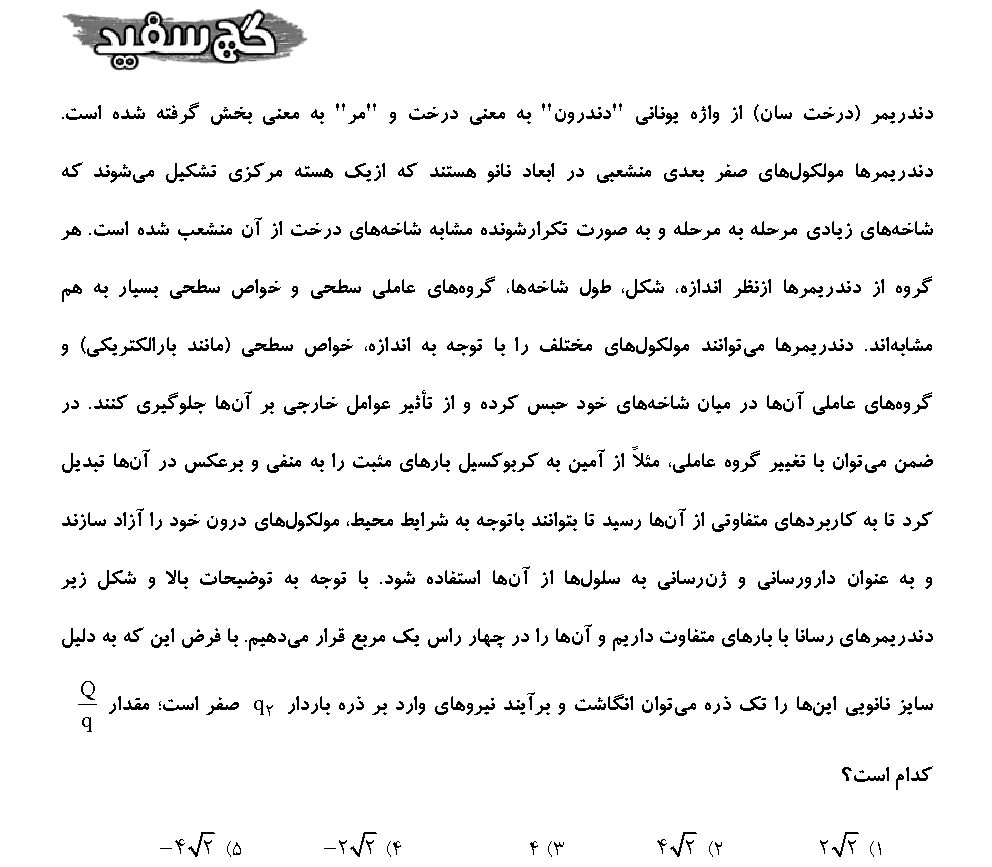 گچ سفید
دندریمر (درخت سان) از واژه یونانی "دندرون" به معنی درخت و "مر" به معنی بخش گرفته شده است.
دندریمرها مولکول‌های صفر بعدی منشعبی در ابعاد نانو هستند که ازیک هسته مرکزی تشکیل می‌شوند که
شاخه‌های زیادی مرحله به مرحله و به صورت تکرارشونده مشابه شاخه‌های درخت از آن منشعب شده است. هر
گروه از دندریمرها ازنظر اندازه، شکل، طول شاخه‌ها، گروه‌های عاملی سطحی و خواص سطحی بسیار به هم
مشابه‌اند. دندریمرها می‌توانند مولکول‌های مختلف را با توجه به اندازه، خواص سطحی (مانند بارالکتریکی) و
گروه‌های عاملی آن‌ها در میان شاخه‌های خود حبس کرده و از تأثیر عوامل خارجی بر آن‌ها جلوگیری کنند. در
ضمن می‌توان با تغییر گروه عاملی، مثلاً از آمین به کربوکسیل بارهای مثبت را به منفی و برعکس در آن‌ها تبدیل
کرد تا به کاربردهای متفاوتی از آن‌ها رسید تا بتوانند باتوجه به شرایط محیط، مولکول‌های درون خود را آزاد سازند
و به عنوان دارورسانی و ژن‌رسانی به سلول‌ها از آن‌ها استفاده شود. با توجه به توضیحات بالا و شکل زیر
دندریمرهای رسانا با بارهای متفاوت داریم و آن‌ها را در چهار راس یک مربع قرار می‌دهیم. با فرض این که به دلیل
سایز نانویی این‌ها را تک ذره می‌توان انگاشت و برآیند نیروهای وارد بر ذره باردار q₂ صفر است؛ مقدار Q/q
کدام است؟
۱) ۲√۲ ۲) ۴√۲ ۳) ۴ ۴) −۲√۲ ۵) −۴√۲